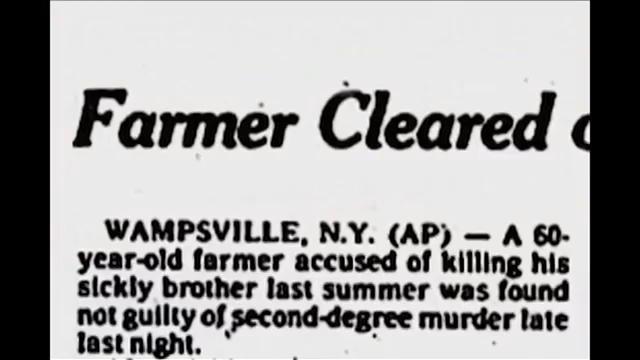 Farmer Cleared
WAMPSVILLE, N.Y. (AP) — A 60-
year-old farmer accused of killing his
sickly brother last summer was found
not guilty of second-degree murder late
last night.